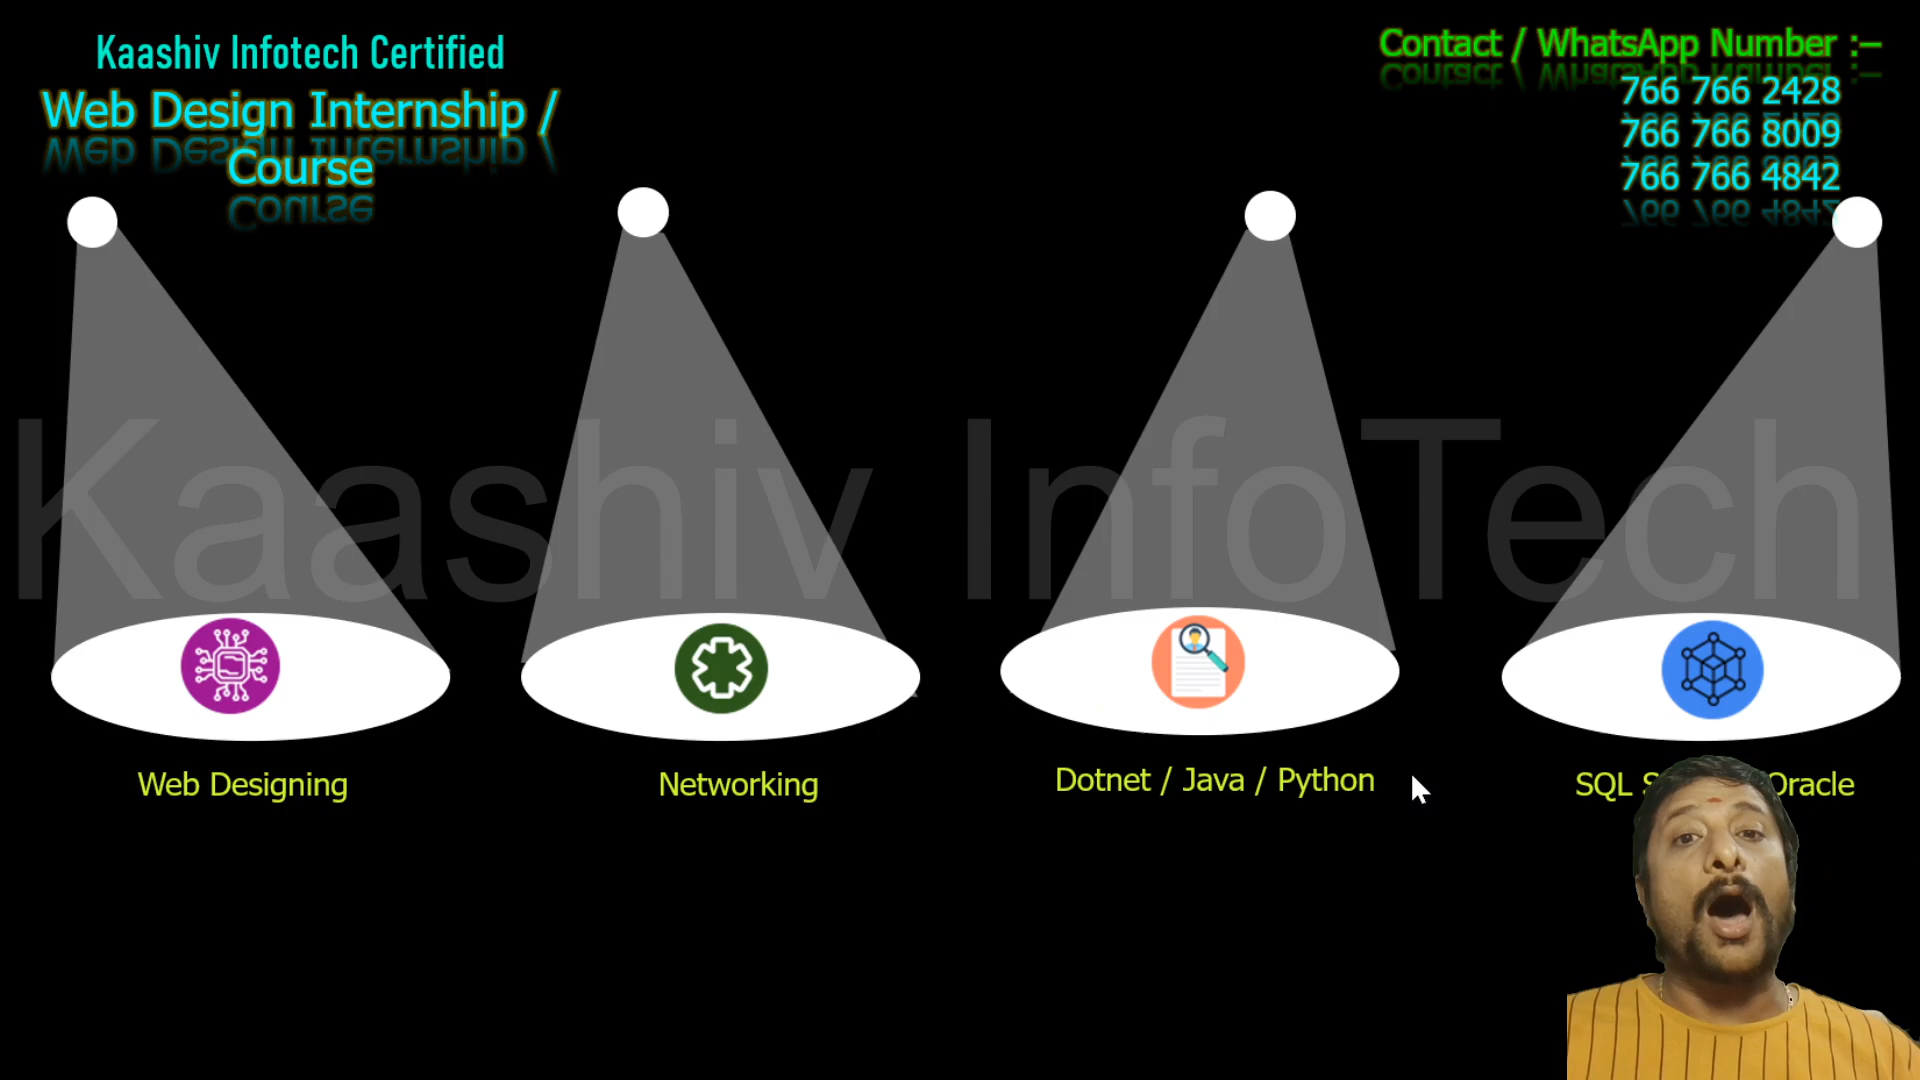 Kaashiv Infotech Certified
Web Design Internship /
Course
Contact / WhatsApp Number :–
766 766 2428
766 766 8009
766 766 4842
Kaashiv InfoTech
Web Designing
Networking
Dotnet / Java / Python
SQL Oracle